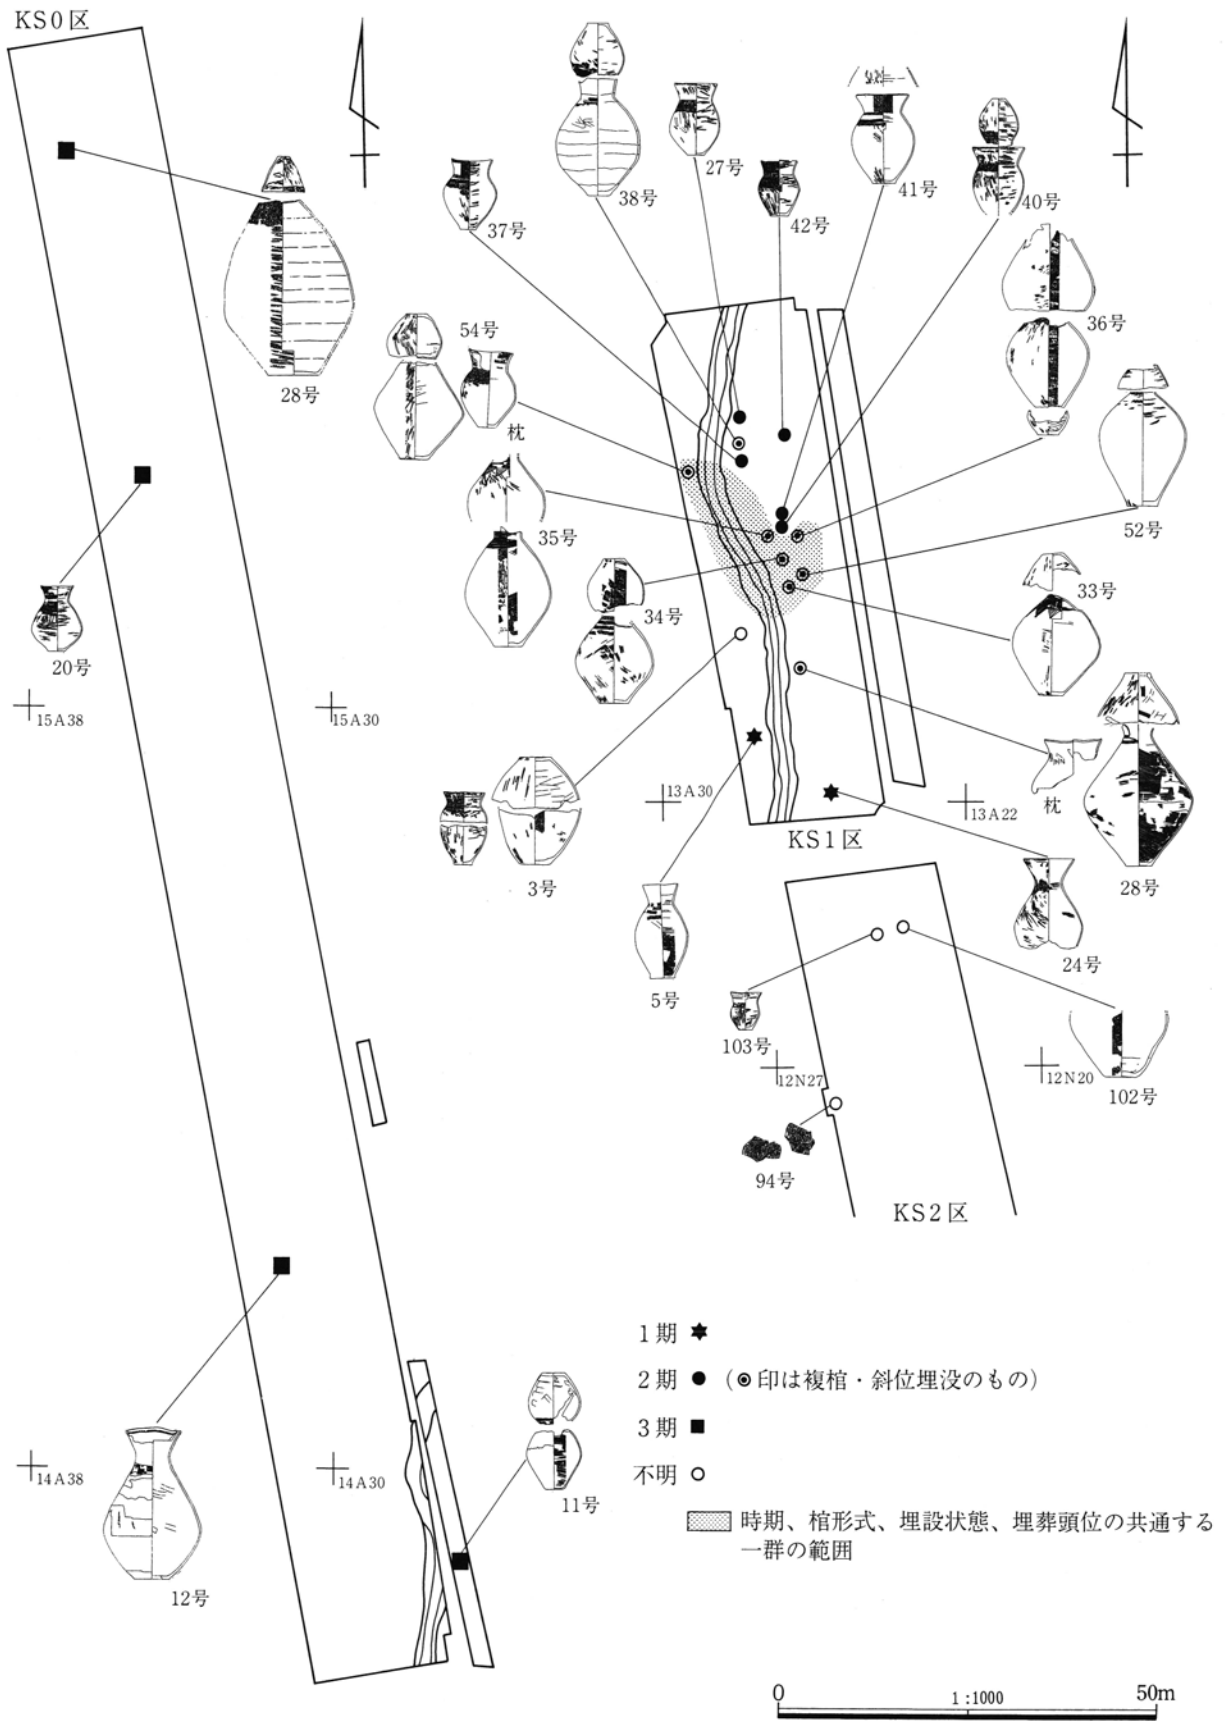 KS0区
38号
27号
41号
37号
42号
40号
36号
54号
28号
枕
52号
35号
33号
34号
20号
15A38
15A30
13A30
13A22
枕
KS1区
28号
3号
24号
5号
103号
12N27
12N20
102号
94号
KS2区
1期
2期 (◉印は複棺・斜位埋没のもの)
3期
不明
14A38
14A30
11号
時期、棺形式、埋設状態、埋葬頭位の共通する
一群の範囲
12号
0 1:1000 50m